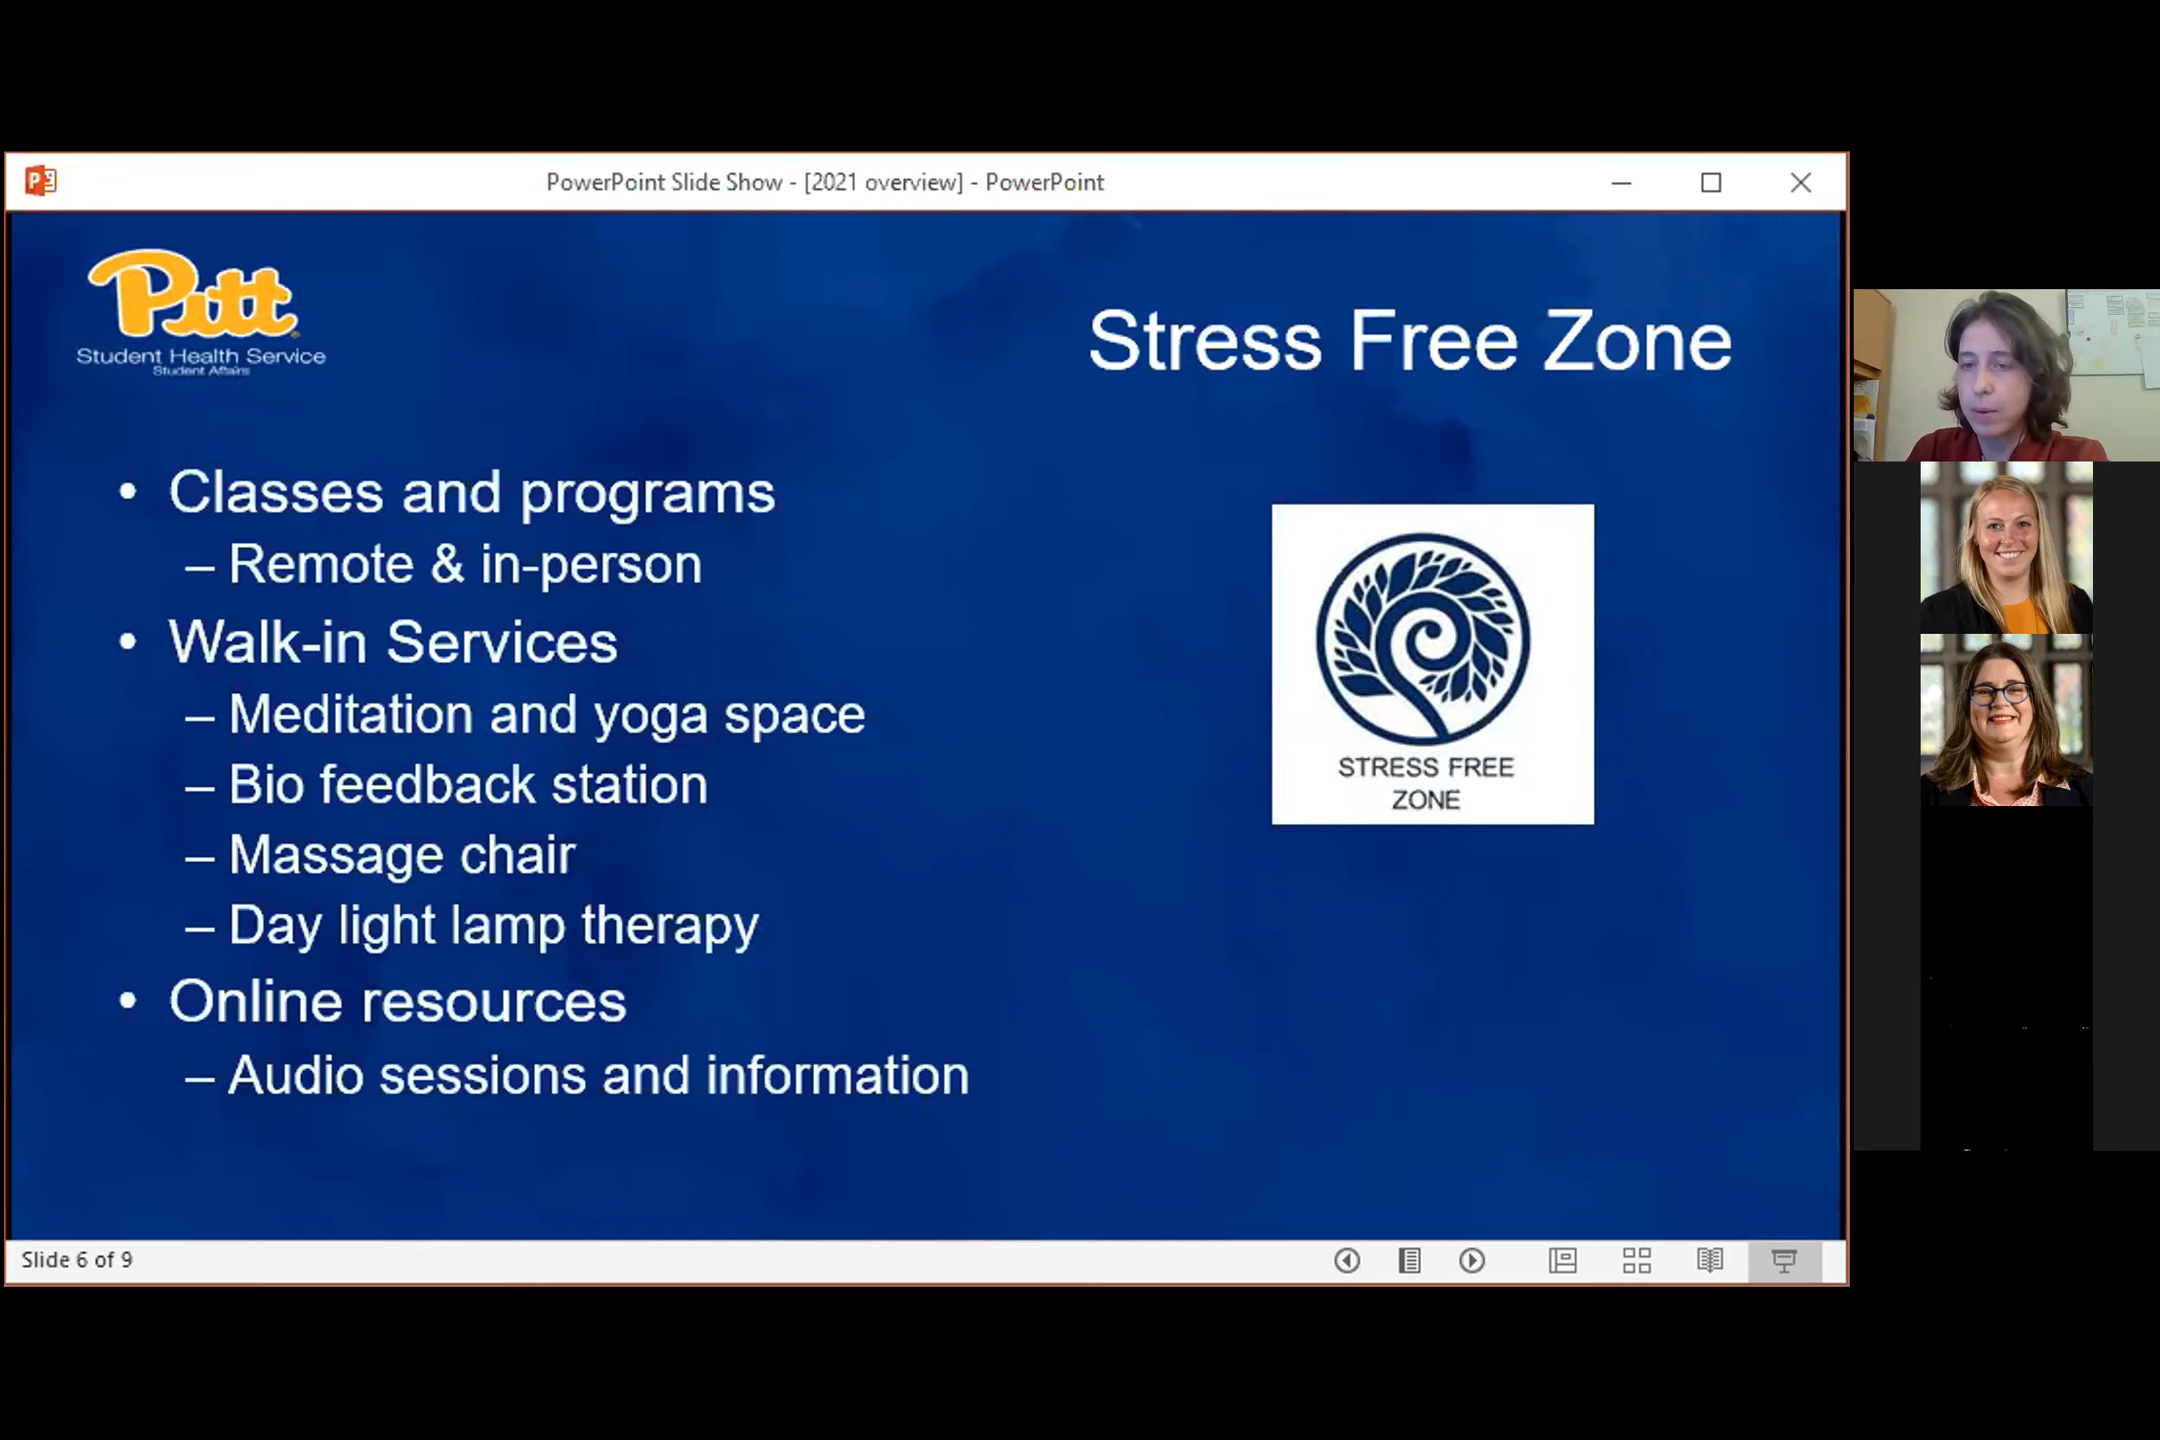 PowerPoint Slide Show - [2021 overview] - PowerPoint
Pitt
Student Health Service
Student Affairs
Stress Free Zone
• Classes and programs
– Remote & in-person
• Walk-in Services
– Meditation and yoga space
– Bio feedback station
– Massage chair
– Day light lamp therapy
• Online resources
– Audio sessions and information
STRESS FREE
ZONE
Slide 6 of 9